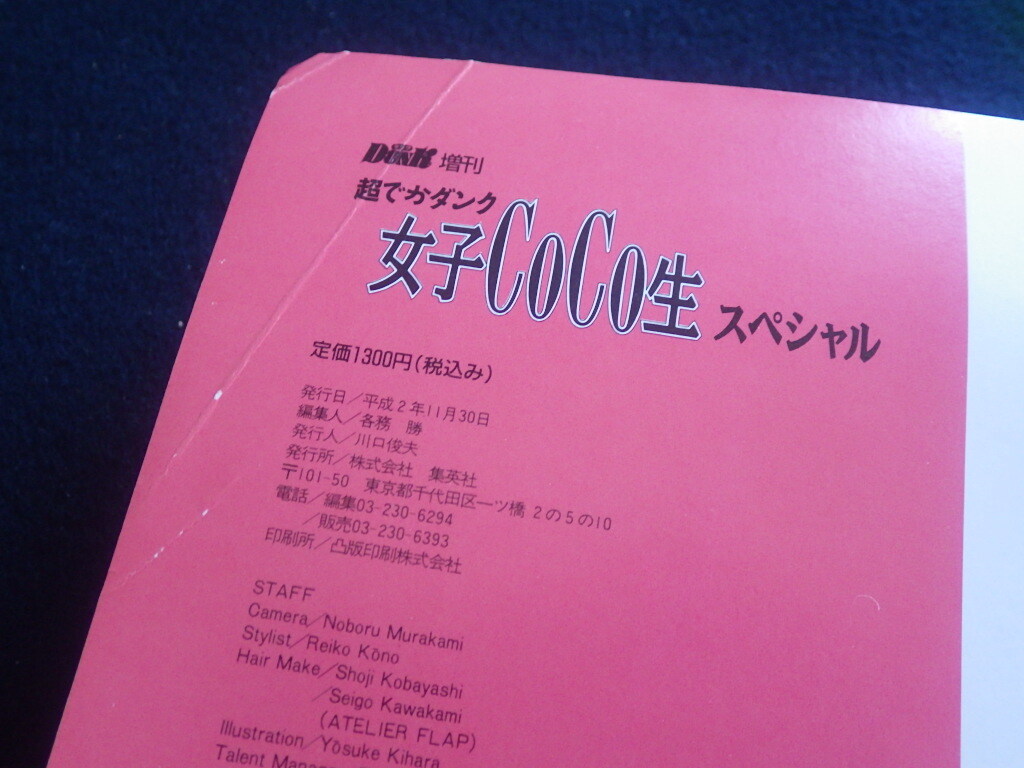 DUNK 増刊
超でかダンク
女子CoCo生 スペシャル
定価1300円(税込み)
発行日／平成2年11月30日
編集人／各務　勝
発行人／川口俊夫
発行所／株式会社　集英社
〒101-50　東京都千代田区一ツ橋 2の5の10
電話／編集03-230-6294
／販売03-230-6393
印刷所／凸版印刷株式会社
STAFF
Camera／Noboru Murakami
Stylist／Reiko Kōno
Hair Make／Shoji Kobayashi
／Seigo Kawakami
(ATELIER FLAP)
Illustration／Yōsuke Kihara
Talent